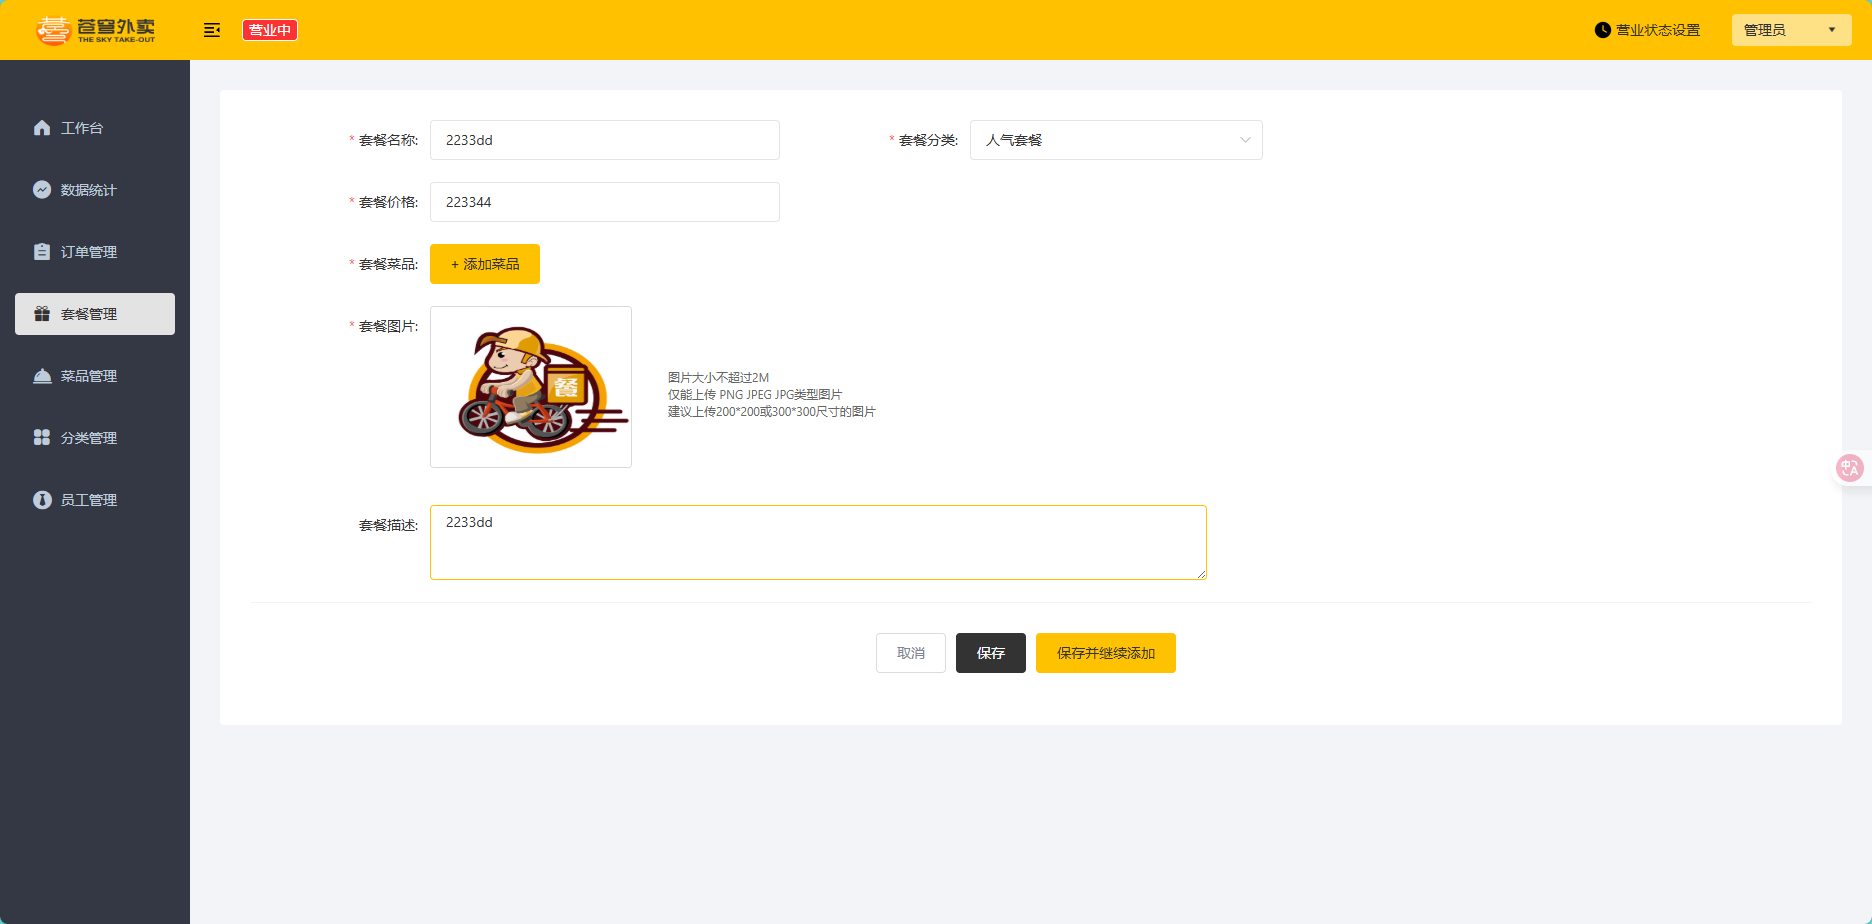 苍穹外卖
THE SKY TAKE-OUT
营业中
营业状态设置
管理员
工作台
数据统计
订单管理
套餐管理
菜品管理
分类管理
员工管理
* 套餐名称: 2233dd
* 套餐分类: 人气套餐
* 套餐价格: 223344
* 套餐菜品: + 添加菜品
* 套餐图片:
餐
图片大小不超过2M
仅能上传 PNG JPEG JPG类型图片
建议上传200*200或300*300尺寸的图片
套餐描述: 2233dd
取消
保存
保存并继续添加